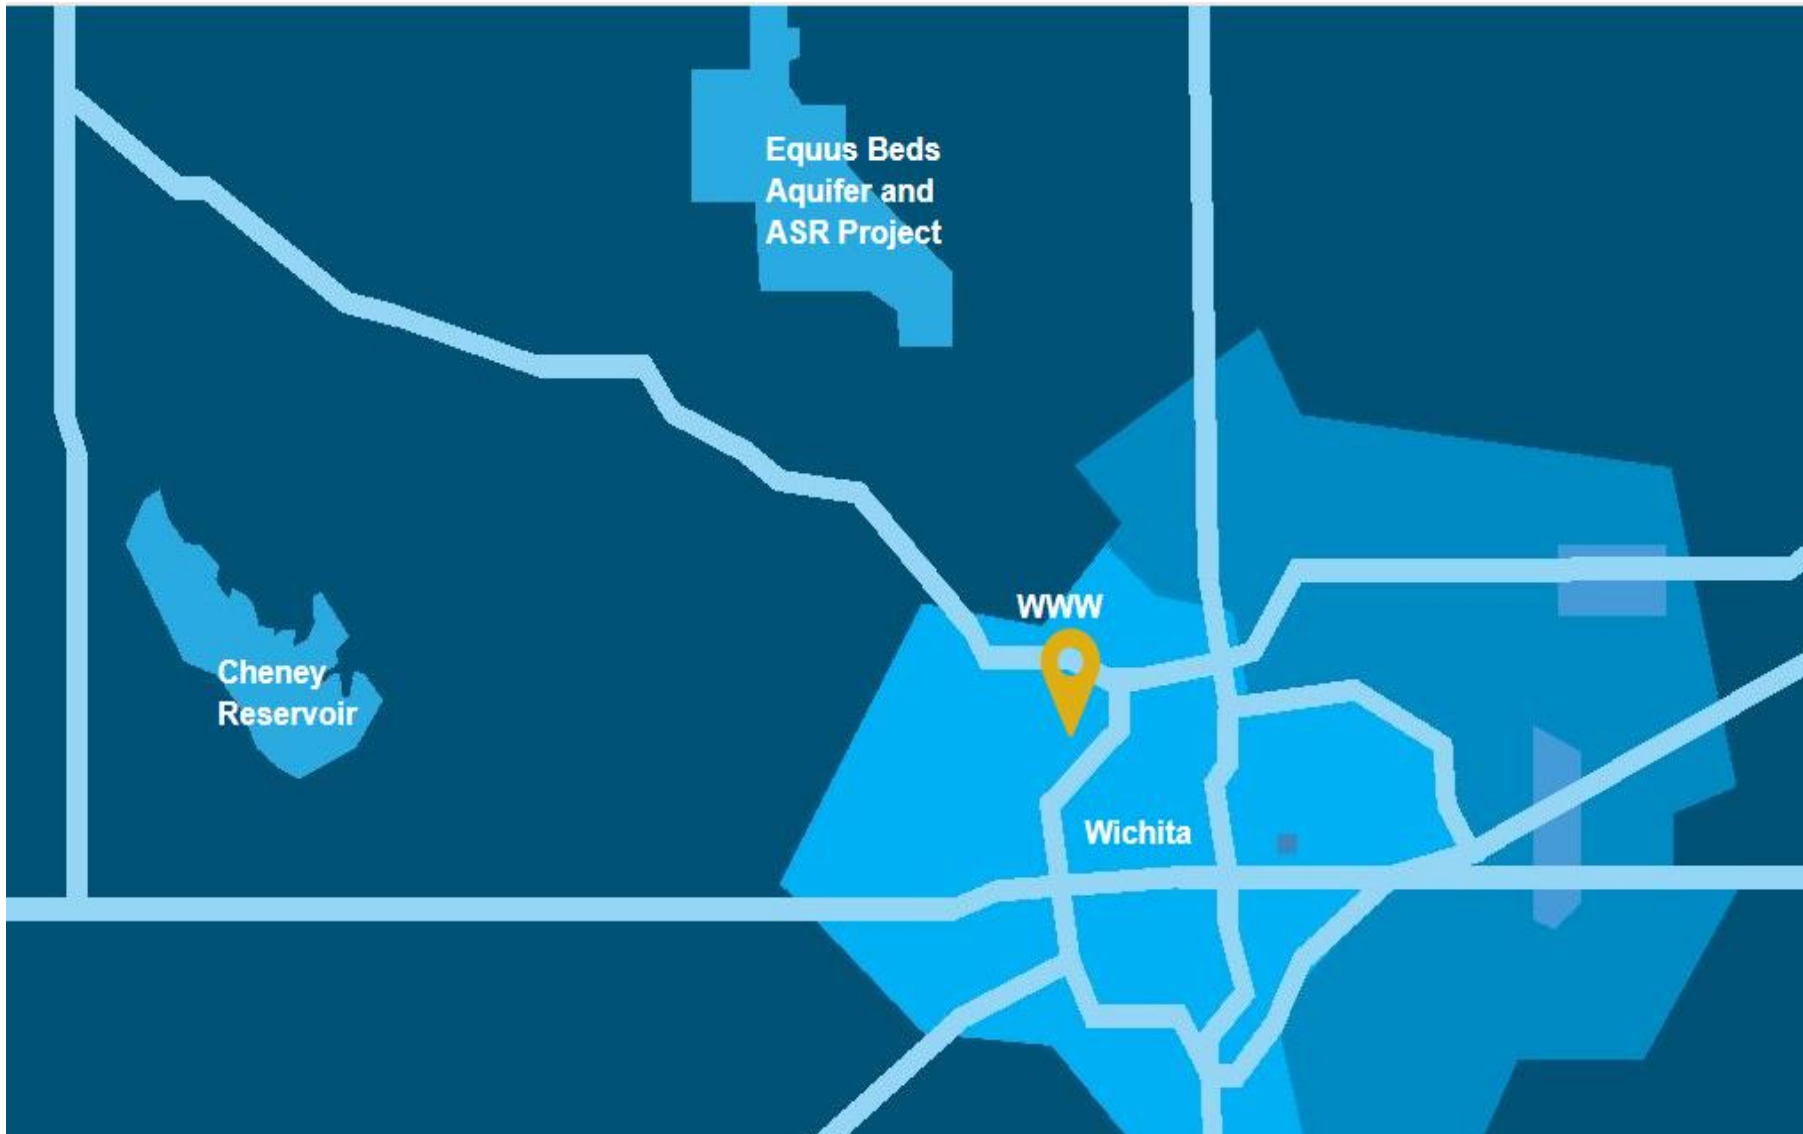 Equus Beds
Aquifer and
ASR Project
WWW
Cheney
Reservoir
Wichita